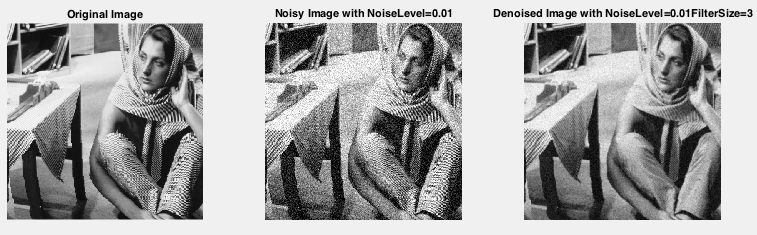 Original Image
Noisy Image with NoiseLevel=0.01
Denoised Image with NoiseLevel=0.01FilterSize=3